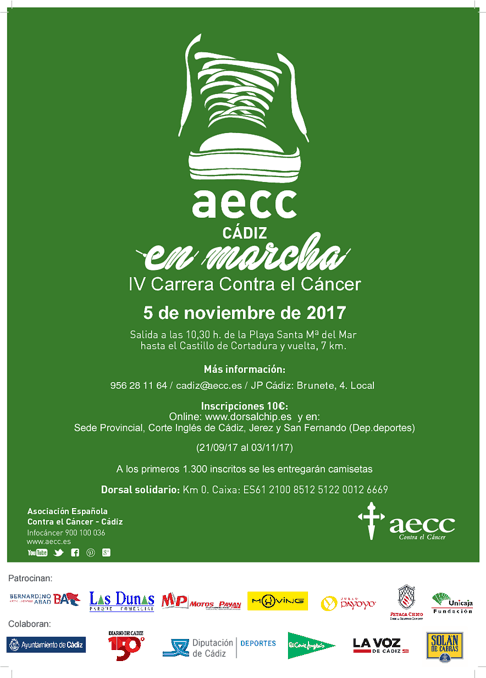 aecc
CÁDIZ
en marcha
IV Carrera Contra el Cáncer
5 de noviembre de 2017
Salida a las 10,30 h. de la Playa Santa Mª del Mar
hasta el Castillo de Cortadura y vuelta, 7 km.
Más información:
956 28 11 64 / cadiz@aecc.es / JP Cádiz: Brunete, 4. Local
Inscripciones 10€:
Online: www.dorsalchip.es y en:
Sede Provincial, Corte Inglés de Cádiz, Jerez y San Fernando (Dep.deportes)
(21/09/17 al 03/11/17)
A los primeros 1.300 inscritos se les entregarán camisetas
Dorsal solidario: Km 0. Caixa: ES61 2100 8512 5122 0012 6669
Asociación Española
Contra el Cáncer - Cádiz
Infocáncer 900 100 036
www.aecc.es
You Tube
aecc
Contra el Cáncer
Patrocinan:
BERNARDINO ABAD BA
Las Dunas
MP Motos Payan
MOVING
DAYOYO
PETACA CHICO
Unicaja
Fundación
Colaboran:
Ayuntamiento de Cádiz
DIARIO DE CADIZ
150
Diputación de Cádiz
DEPORTES
El Corte Inglés
LA VOZ
DE CÁDIZ
SOLAN
DE CABRAS